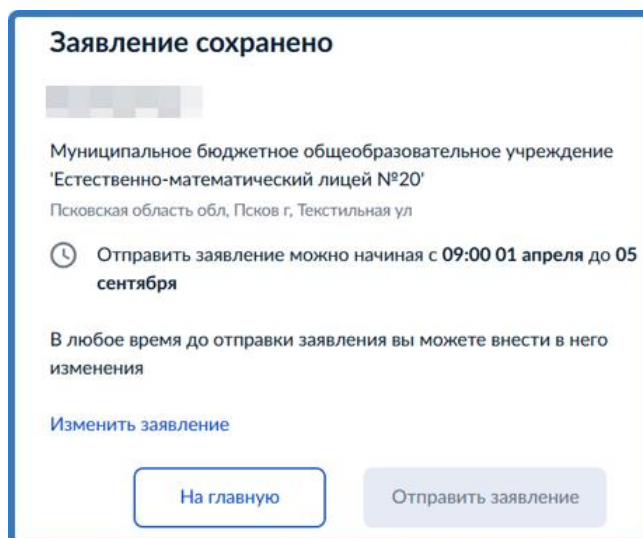 Заявление сохранено
Муниципальное бюджетное общеобразовательное учреждение
'Естественно-математический лицей №20'
Псковская область обл, Псков г, Текстильная ул
Отправить заявление можно начиная с 09:00 01 апреля до 05
сентября
В любое время до отправки заявления вы можете внести в него
изменения
Изменить заявление
На главную
Отправить заявление